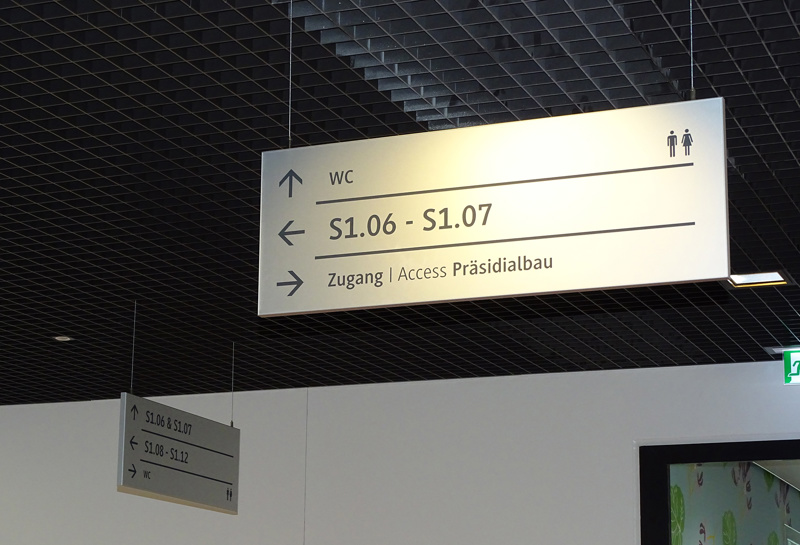 WC
S1.06 - S1.07
Zugang | Access Präsidialbau
S1.06 & S1.07
S1.08 - S1.12
WC